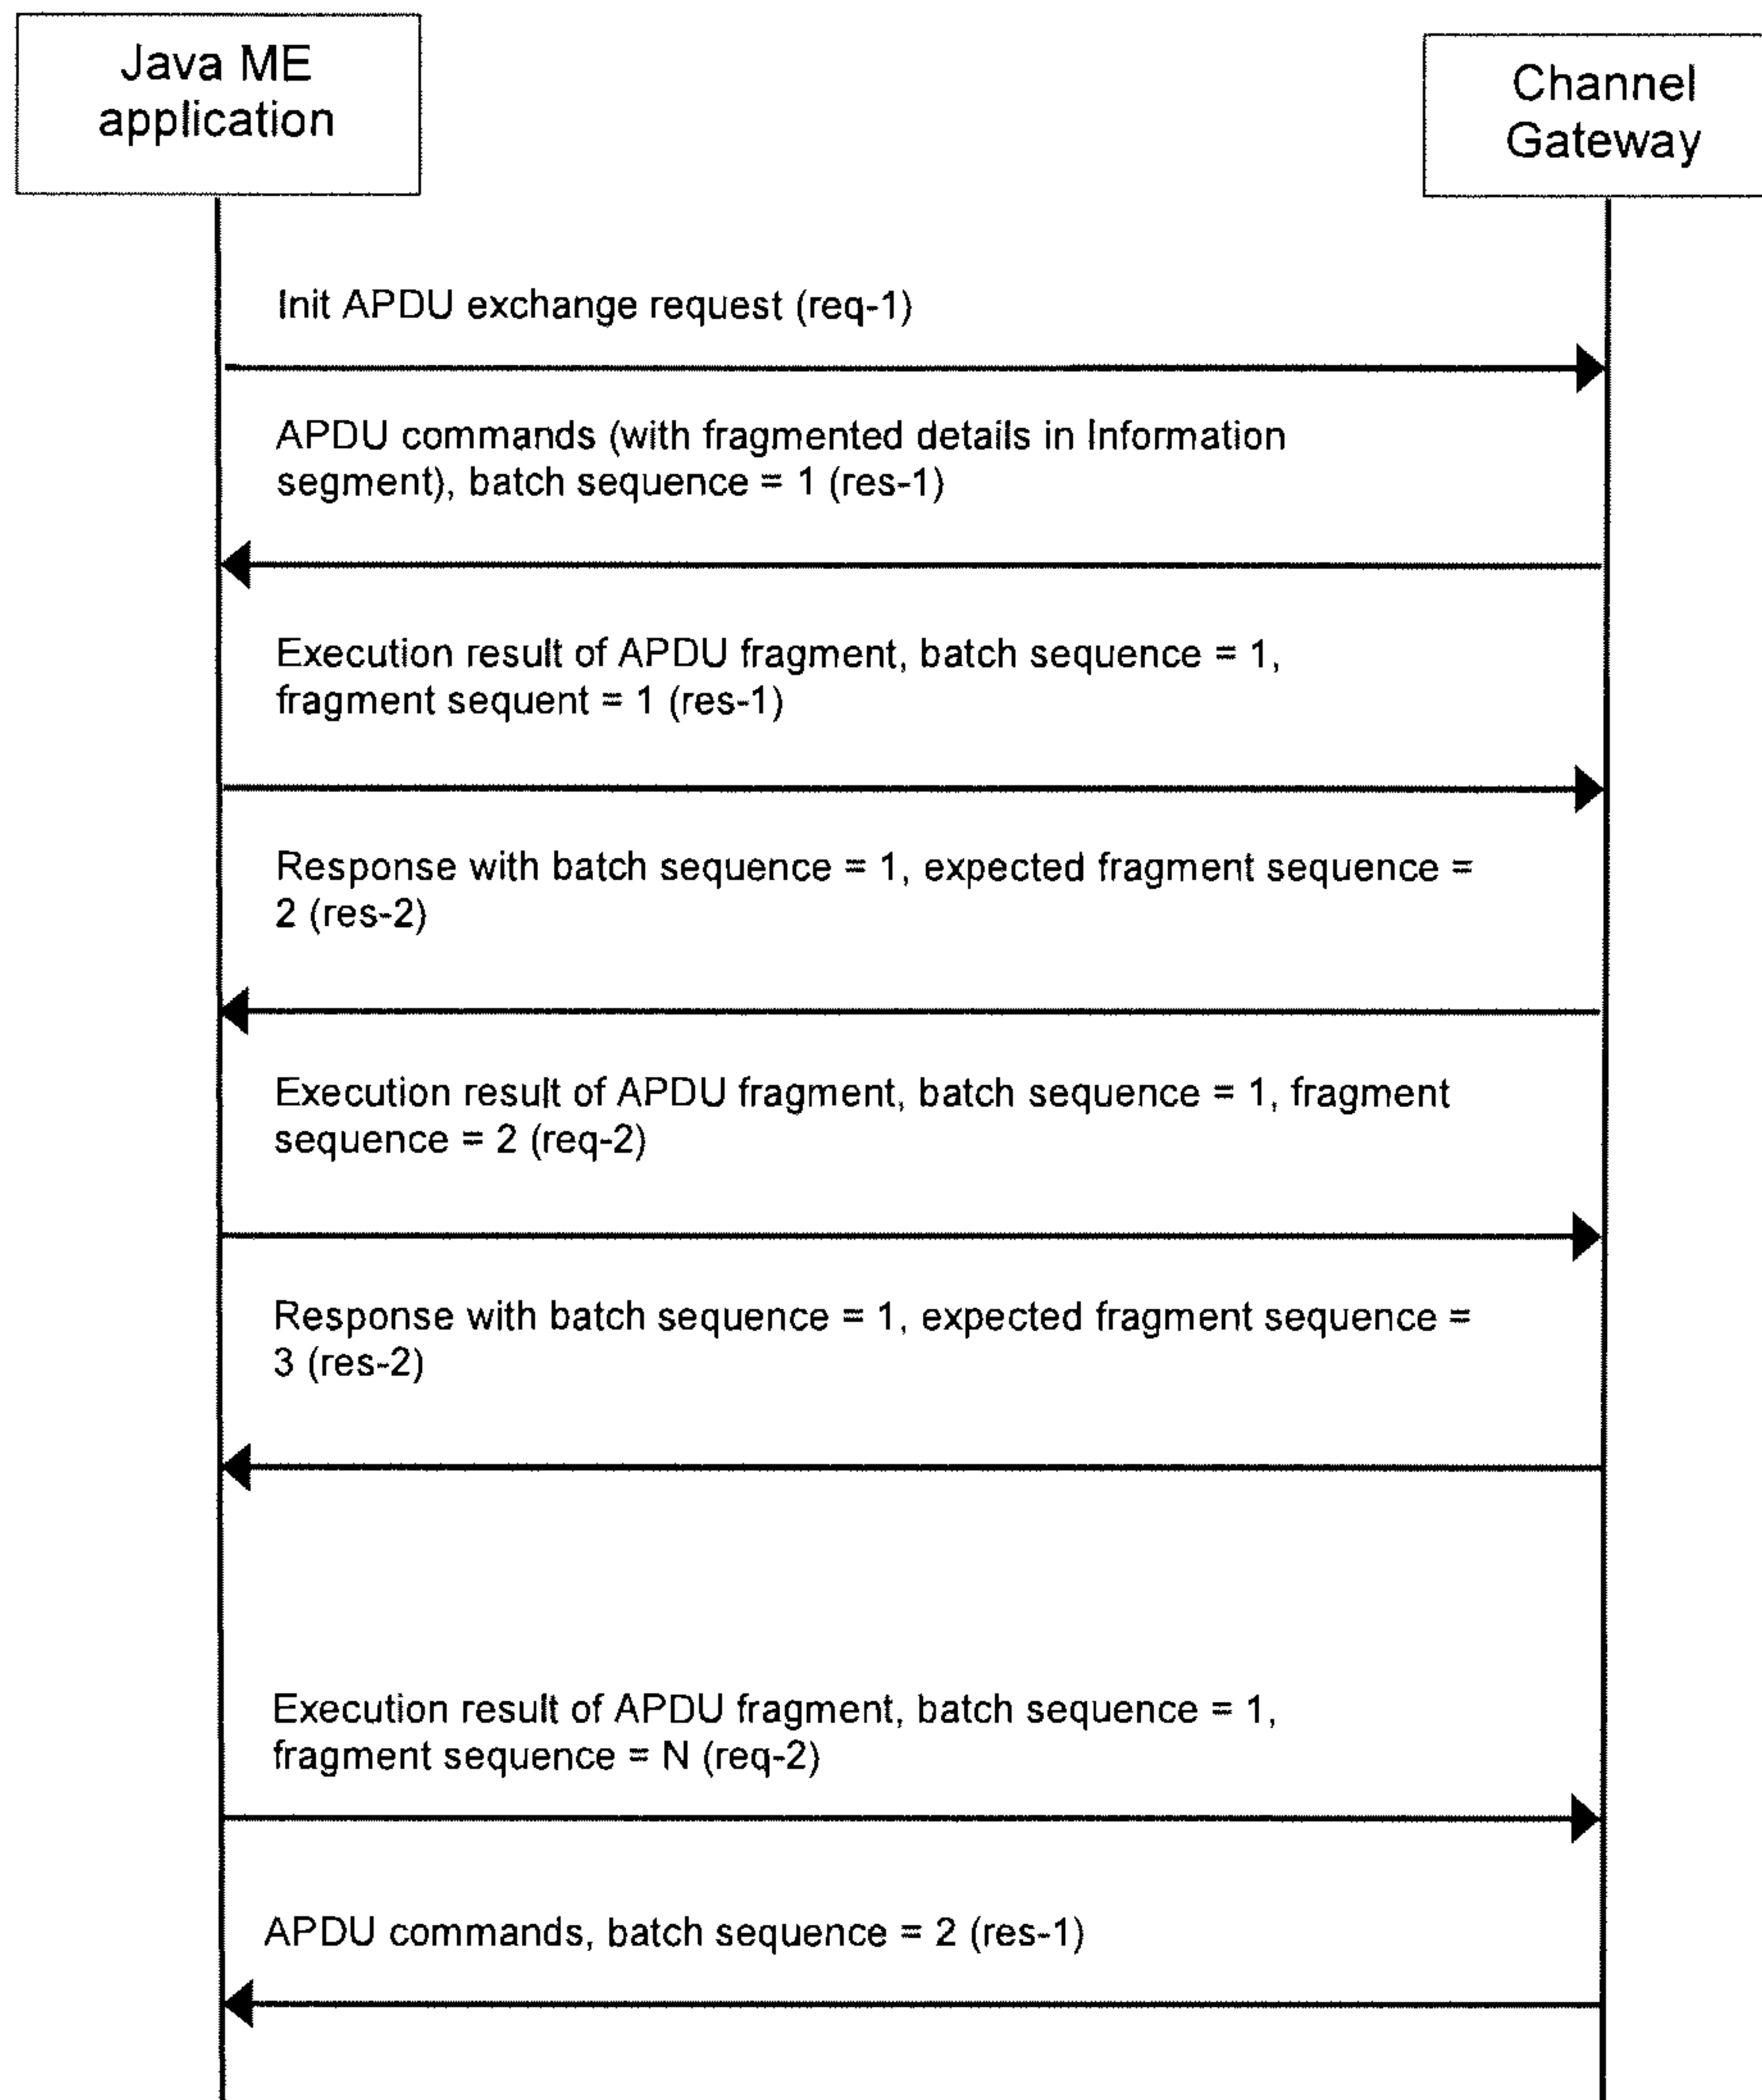 Java ME
application
Channel
Gateway
Init APDU exchange request (req-1)
APDU commands (with fragmented details in Information
segment), batch sequence = 1 (res-1)
Execution result of APDU fragment, batch sequence = 1,
fragment sequent = 1 (res-1)
Response with batch sequence = 1, expected fragment sequence =
2 (res-2)
Execution result of APDU fragment, batch sequence = 1, fragment
sequence = 2 (req-2)
Response with batch sequence = 1, expected fragment sequence =
3 (res-2)
Execution result of APDU fragment, batch sequence = 1,
fragment sequence = N (req-2)
APDU commands, batch sequence = 2 (res-1)